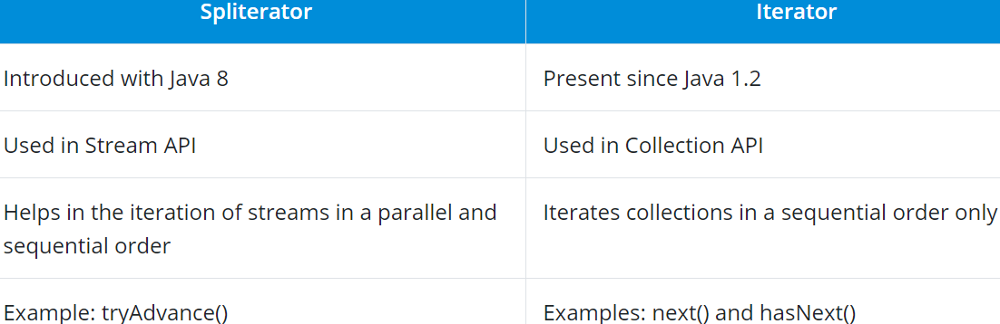 Spliterator Iterator
Introduced with Java 8 Present since Java 1.2
Used in Stream API Used in Collection API
Helps in the iteration of streams in a parallel and Iterates collections in a sequential order only
sequential order
Example: tryAdvance() Examples: next() and hasNext()